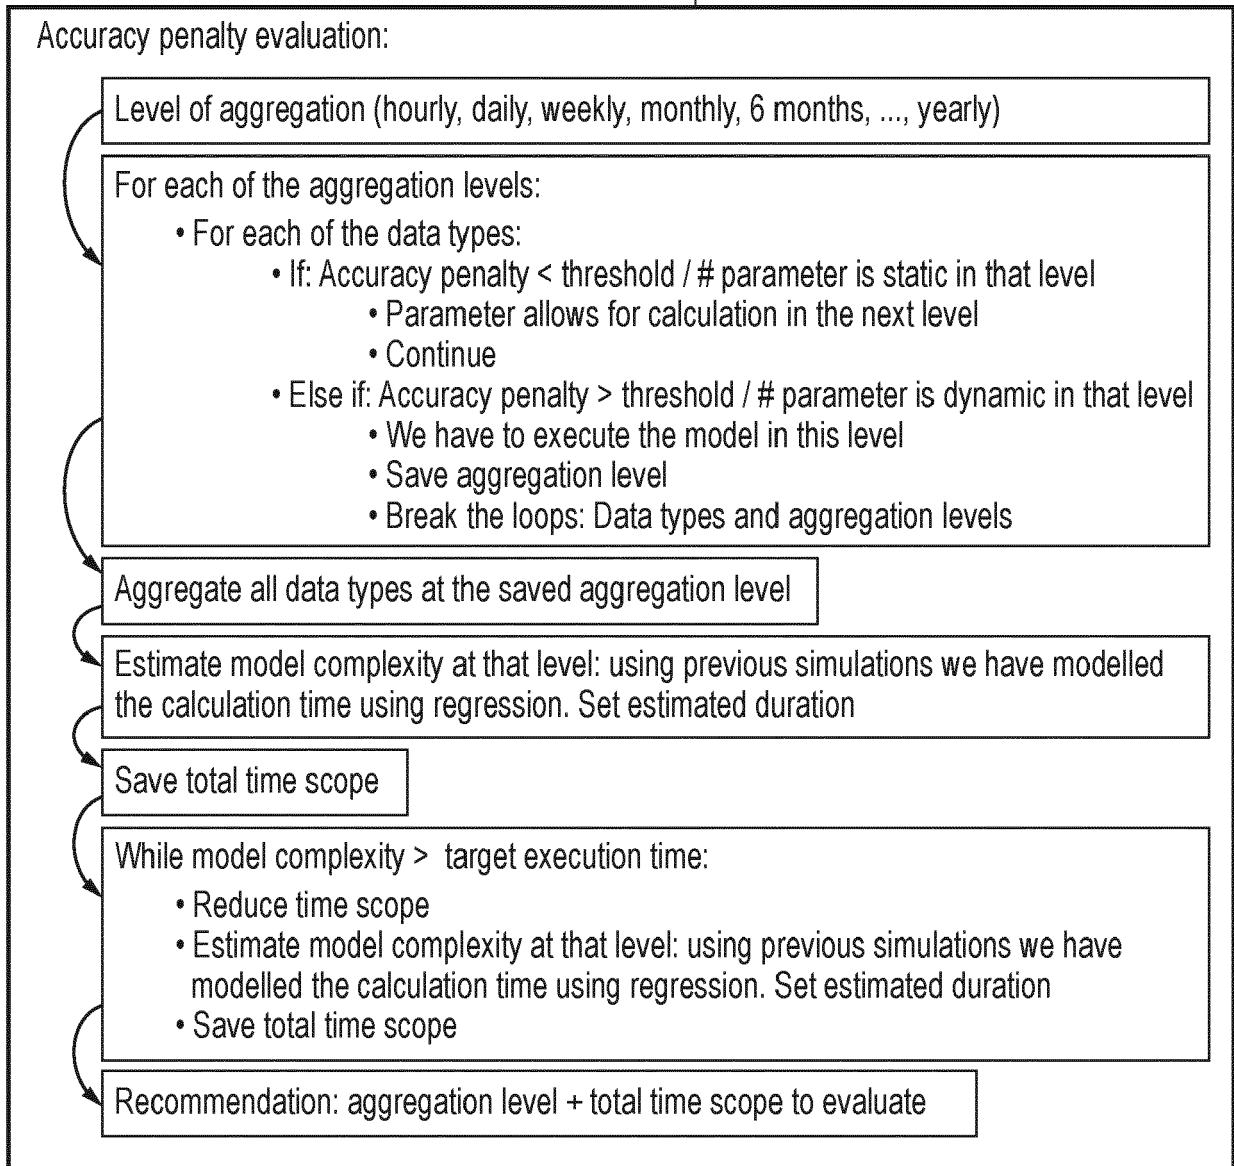 Accuracy penalty evaluation:
Level of aggregation (hourly, daily, weekly, monthly, 6 months, ..., yearly)
For each of the aggregation levels:
• For each of the data types:
• If: Accuracy penalty < threshold / # parameter is static in that level
• Parameter allows for calculation in the next level
• Continue
• Else if: Accuracy penalty > threshold / # parameter is dynamic in that level
• We have to execute the model in this level
• Save aggregation level
• Break the loops: Data types and aggregation levels
Aggregate all data types at the saved aggregation level
Estimate model complexity at that level: using previous simulations we have modelled
the calculation time using regression. Set estimated duration
Save total time scope
While model complexity > target execution time:
• Reduce time scope
• Estimate model complexity at that level: using previous simulations we have
modelled the calculation time using regression. Set estimated duration
• Save total time scope
Recommendation: aggregation level + total time scope to evaluate